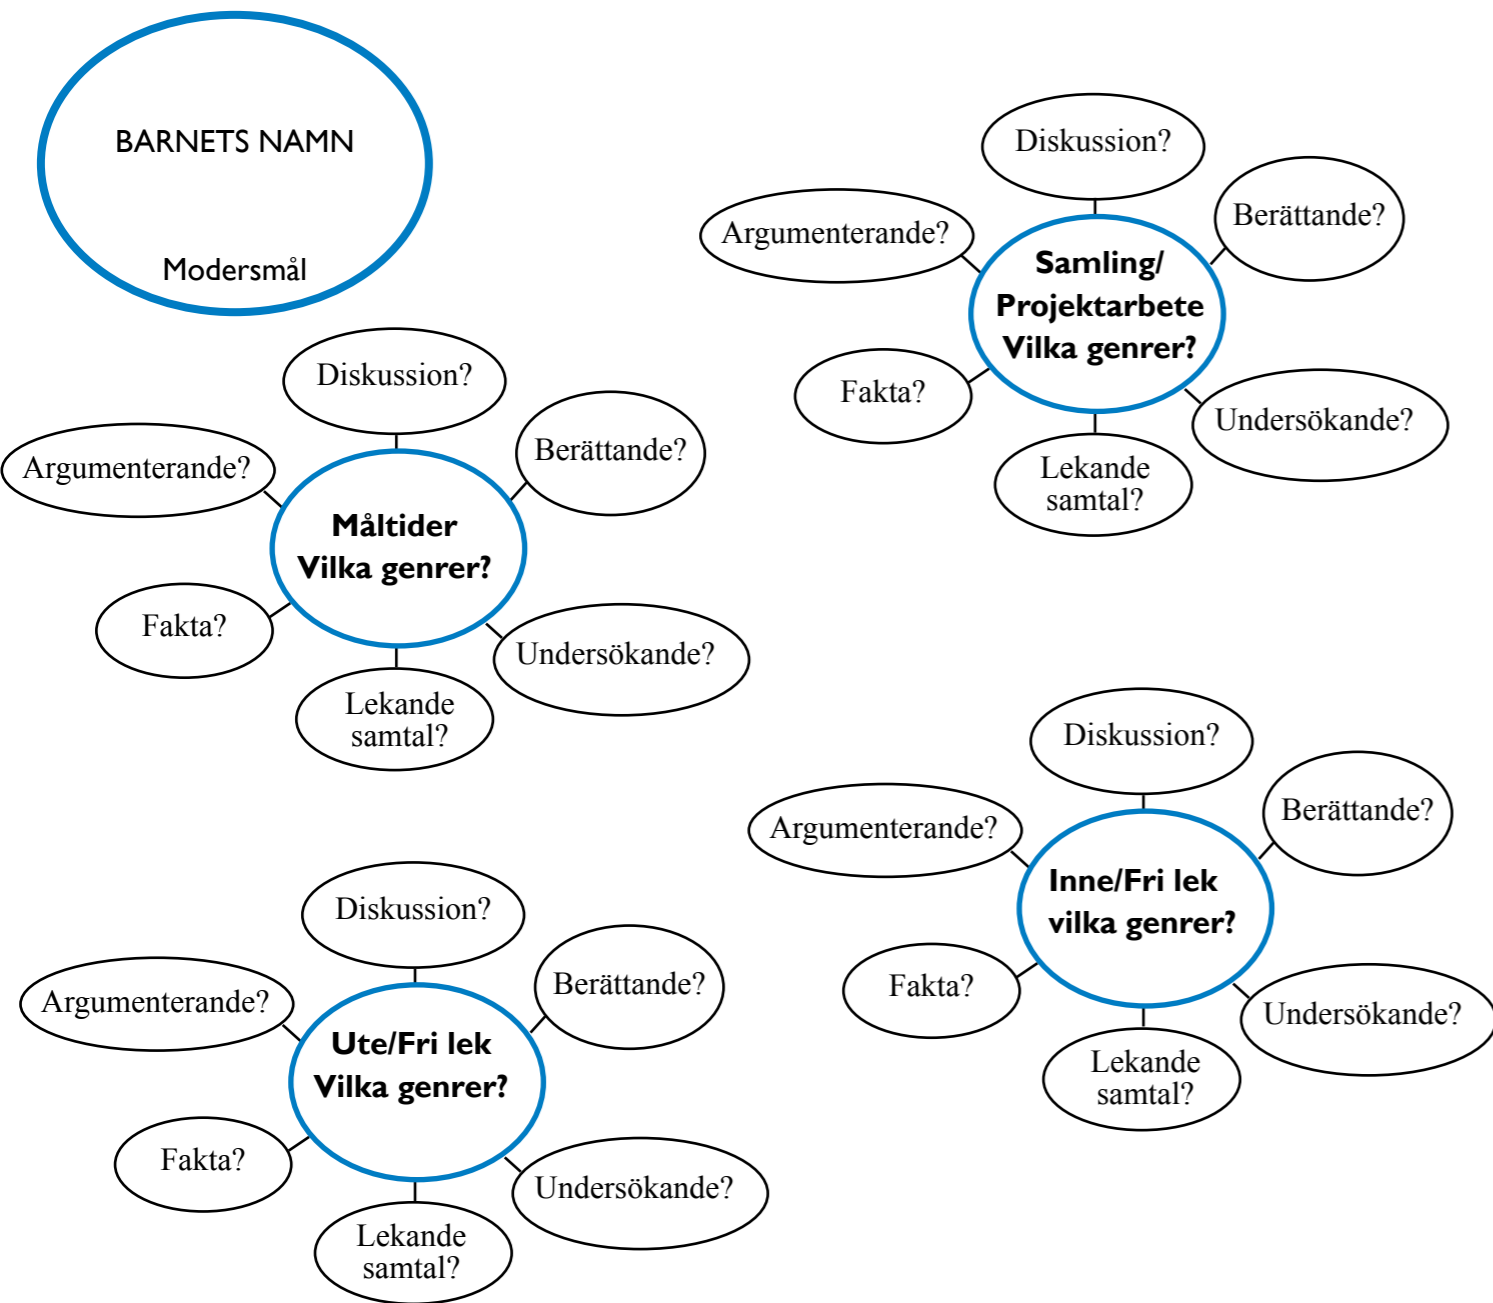 BARNETS NAMN
Modersmål
Diskussion?
Argumenterande?
Berättande?
Samling/
Projektarbete
Vilka genrer?
Fakta?
Undersökande?
Lekande
samtal?
Diskussion?
Argumenterande?
Berättande?
Måltider
Vilka genrer?
Fakta?
Undersökande?
Lekande
samtal?
Diskussion?
Argumenterande?
Berättande?
Inne/Fri lek
vilka genrer?
Fakta?
Undersökande?
Lekande
samtal?
Diskussion?
Argumenterande?
Berättande?
Ute/Fri lek
Vilka genrer?
Fakta?
Undersökande?
Lekande
samtal?